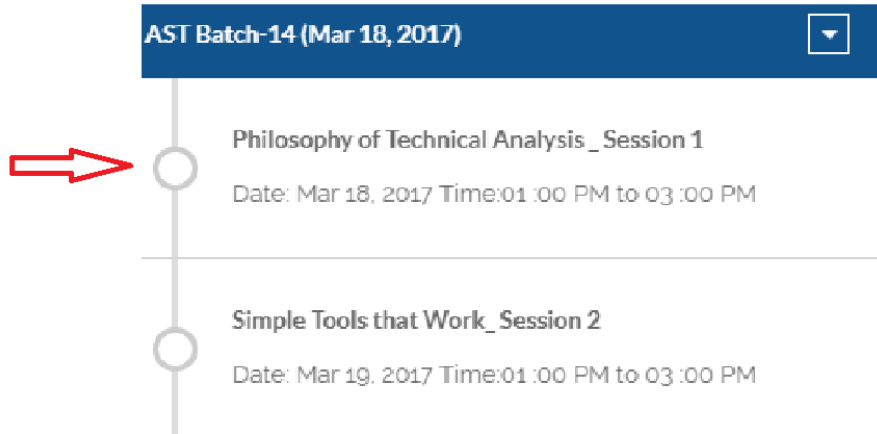 AST Batch-14 (Mar 18, 2017)
Philosophy of Technical Analysis_ Session 1
Date: Mar 18, 2017 Time:01 :00 PM to 03 :00 PM
Simple Tools that Work_ Session 2
Date: Mar 19, 2017 Time:01 :00 PM to 03 :00 PM